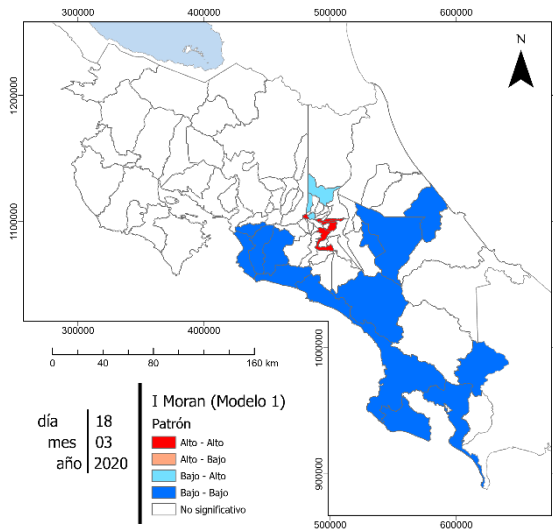 300000 400000 500000 600000
N
1200000
1100000
300000 400000
0 40 80 160 km
1000000
900000
I Moran (Modelo 1)
Patrón
Alto - Alto
Alto - Bajo
Bajo - Alto
Bajo - Bajo
No significativo
día 18
mes 03
año 2020
500000 600000